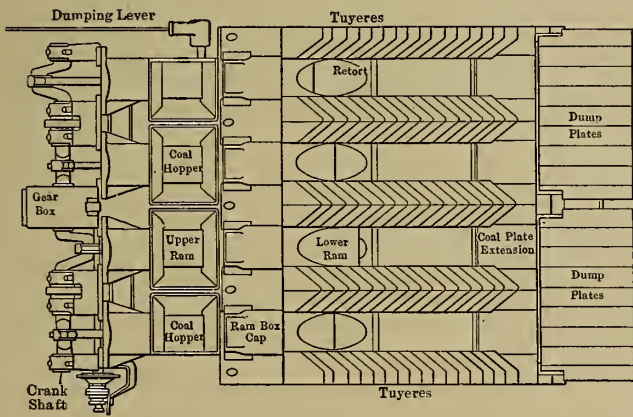 Dumping Lever
Tuyeres
Retort
Dump
Plates
Coal
Hopper
Gear
Box
Upper
Ram
Lower
Ram
Coal Plate
Extension
Dump
Plates
Coal
Hopper
Ram Box
Cap
Crank
Shaft
Tuyeres